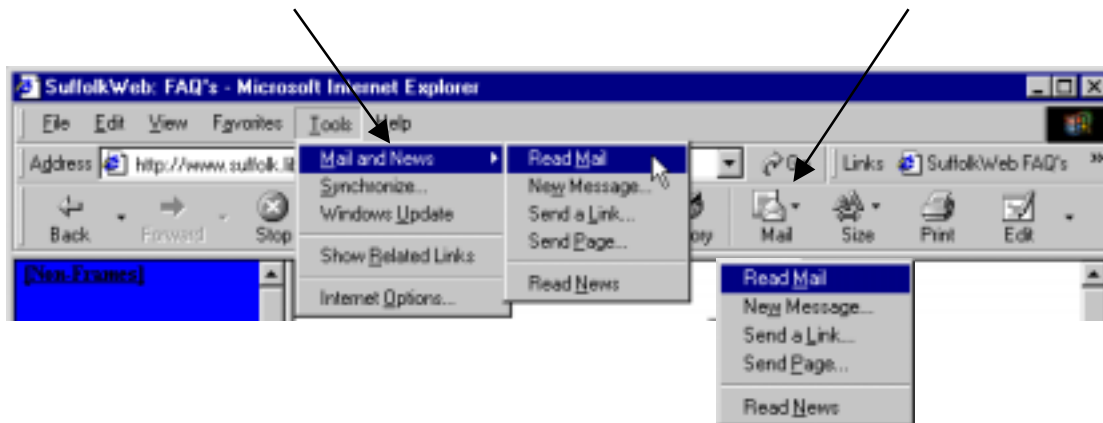 SuffolkWeb: FAQ's - Microsoft Internet Explorer
File Edit View Favorites Tools Help
Address http://www.suffolk.lib Links SuffolkWeb FAQ's »
Back Forward Stop ory Mail Size Print Edit
[Non-Frames]
Mail and News
Synchronize...
Windows Update
Show Related Links
Internet Options...
Read Mail
New Message...
Send a Link...
Send Page...
Read News
Read Mail
New Message...
Send a Link...
Send Page...
Read News